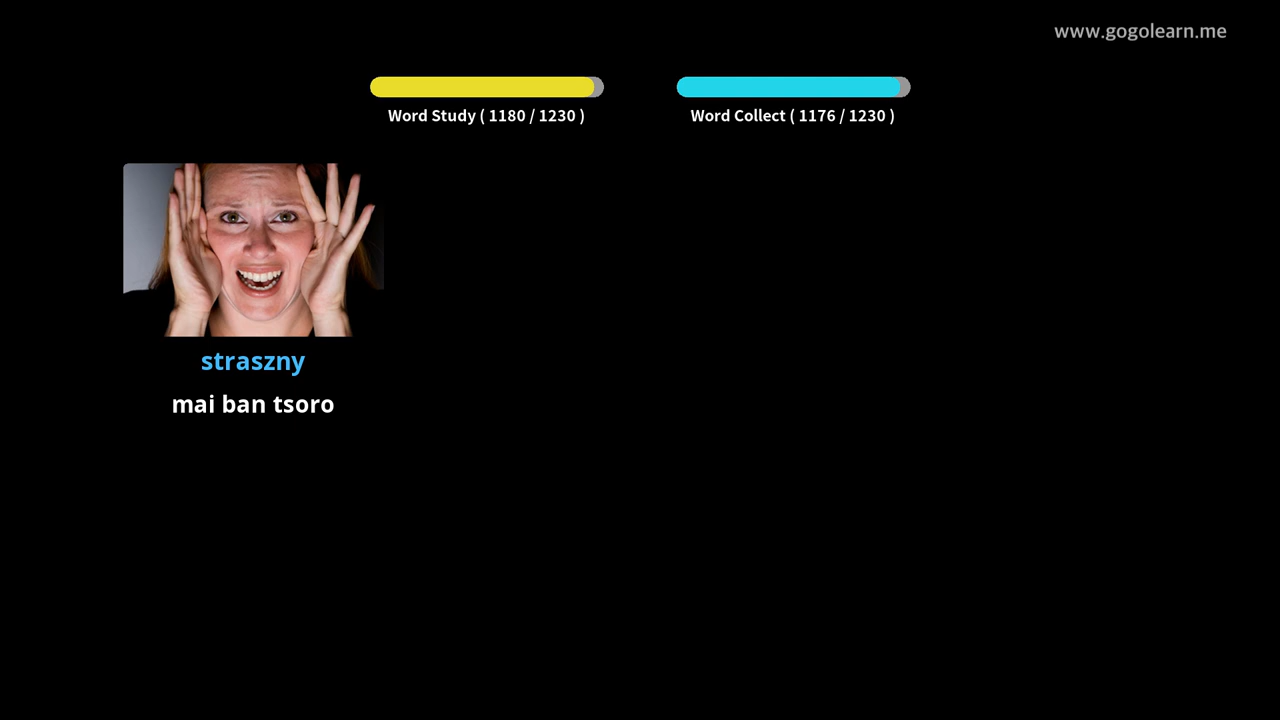 www.gogolearn.me
Word Study ( 1180 / 1230 )
Word Collect ( 1176 / 1230 )
straszny
mai ban tsoro